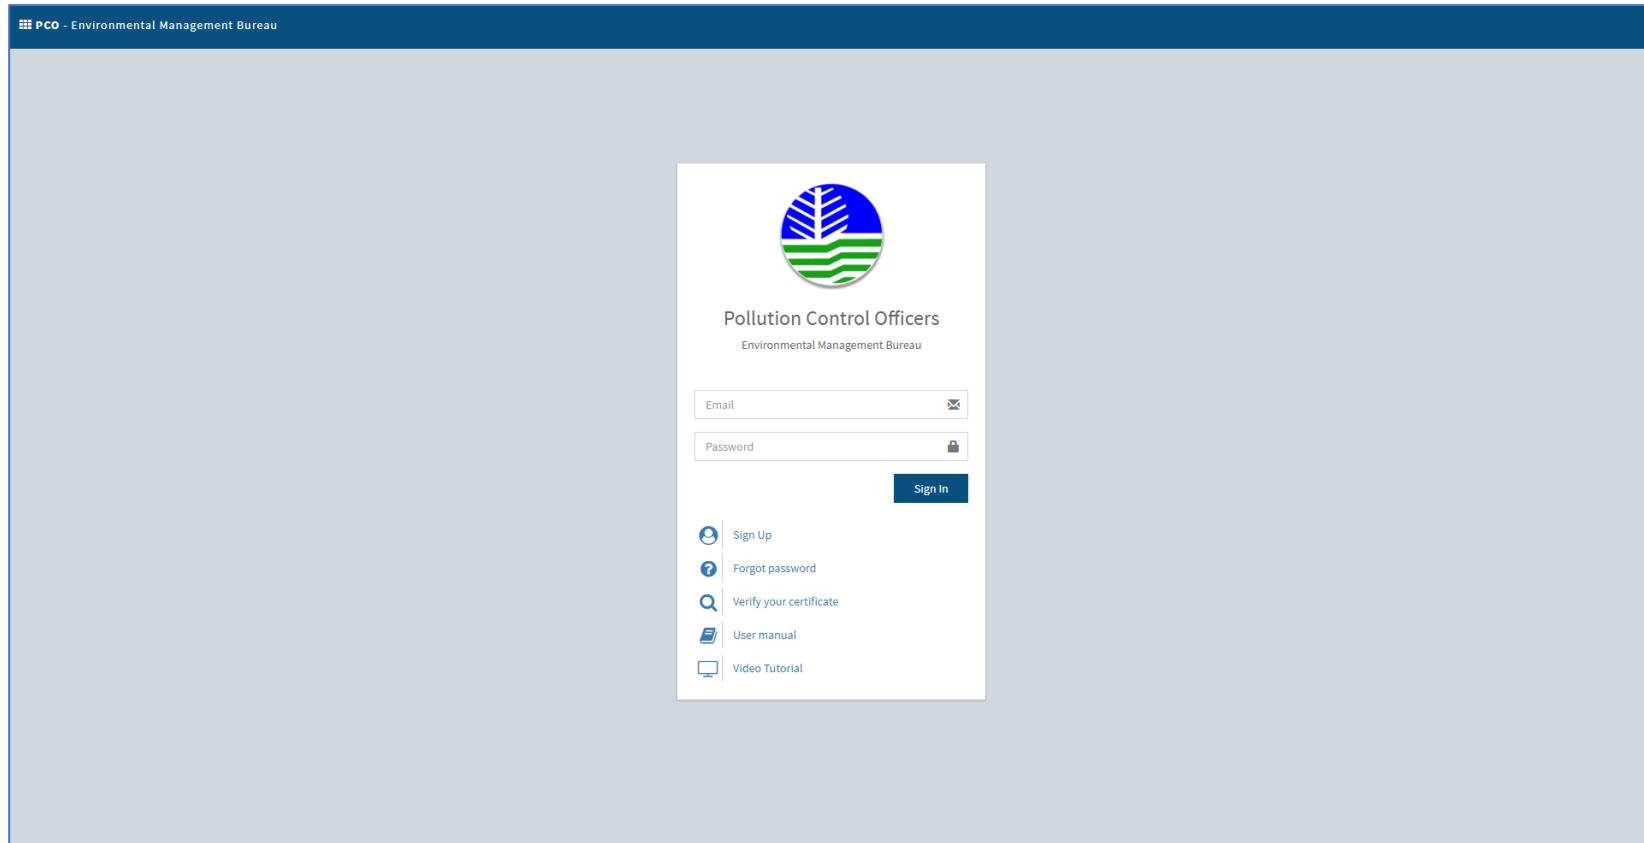 PCO - Environmental Management Bureau
Pollution Control Officers
Environmental Management Bureau
Email
Password
Sign In
Sign Up
Forgot password
Verify your certificate
User manual
Video Tutorial